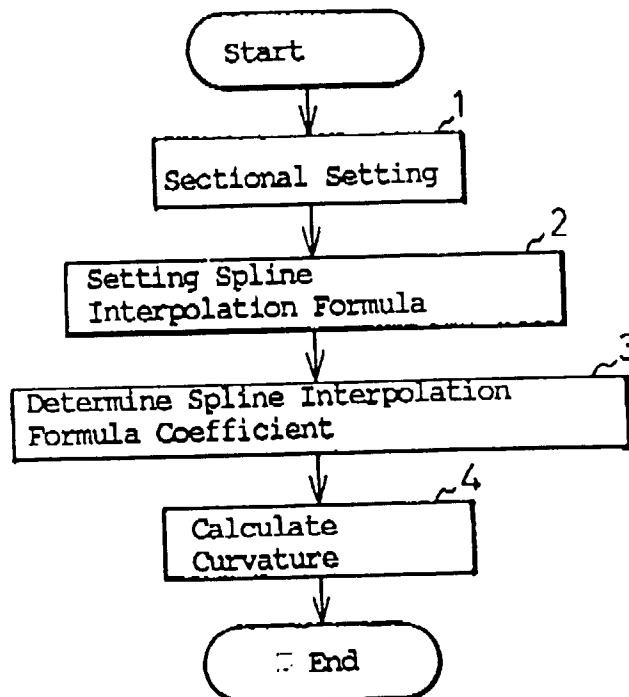 Start
1
Sectional Setting
2
Setting Spline
Interpolation Formula
3
Determine Spline Interpolation
Formula Coefficient
4
Calculate
Curvature
End